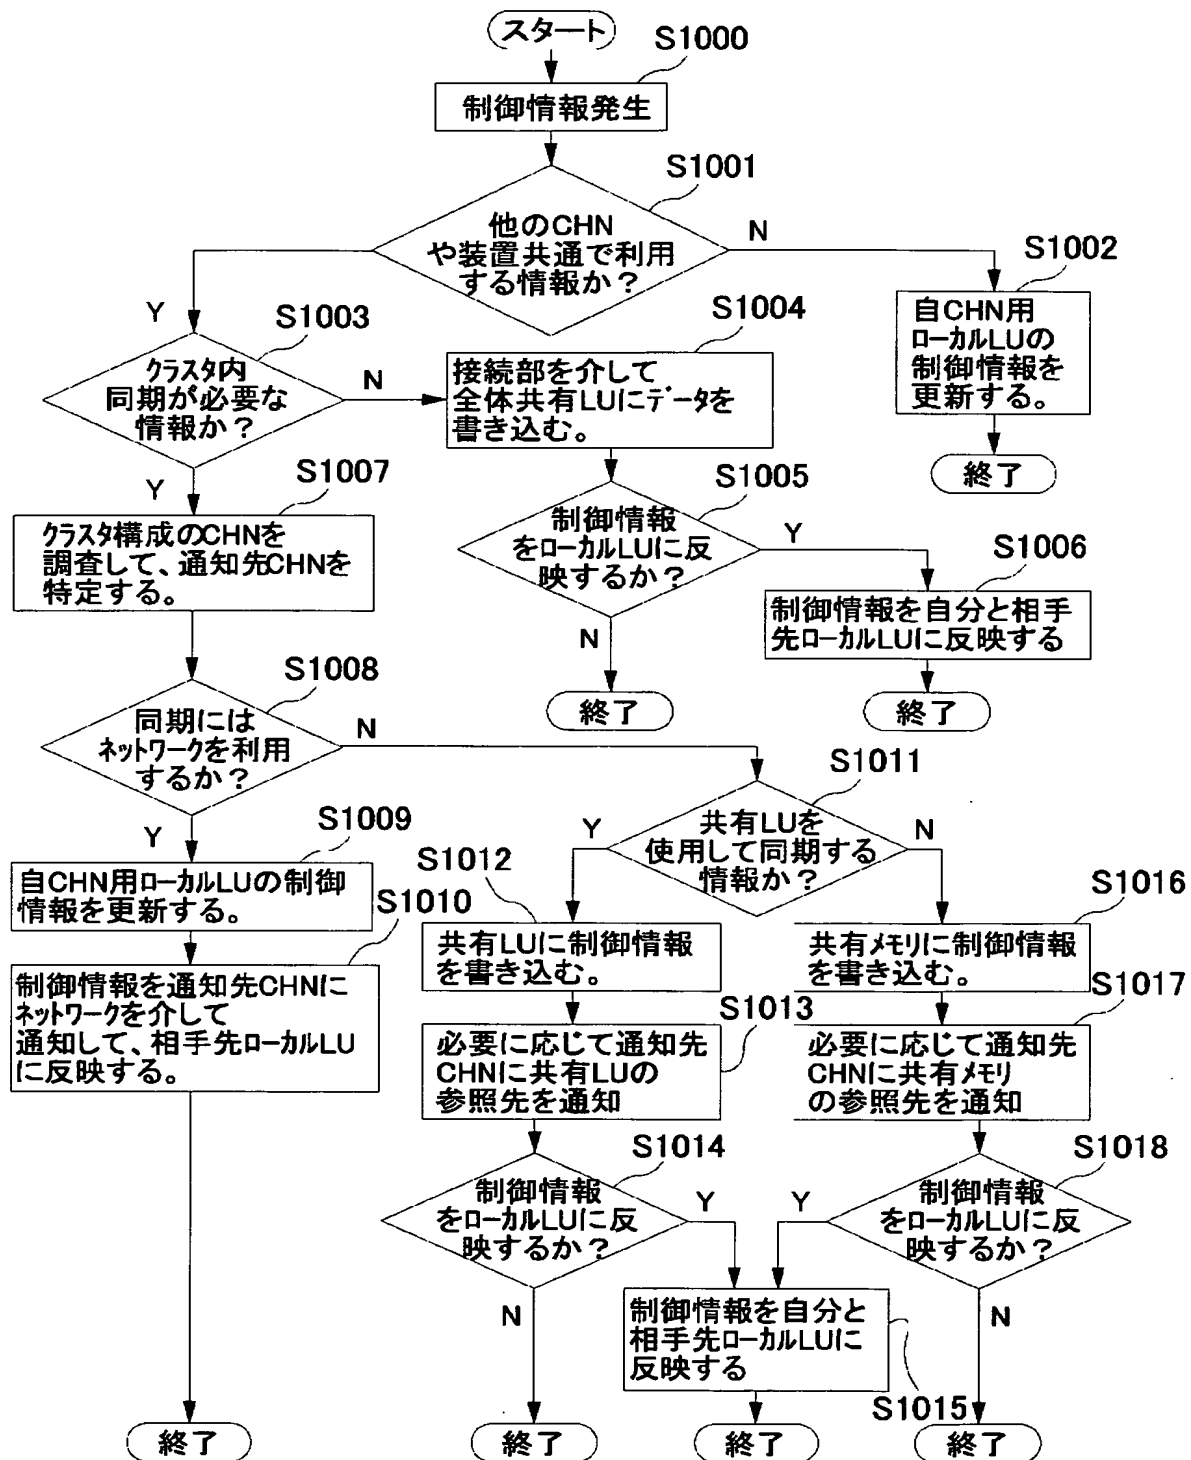 スタート
S1000
制御情報発生
S1001
他のCHN
や装置共通で利用
する情報か？
N
Y
S1002
自CHN用
ローカルLUの
制御情報を
更新する。
終了
S1003
クラスタ内
同期が必要な
情報か？
N
Y
S1004
接続部を介して
全体共有LUにデータを
書き込む。
S1005
制御情報
をローカルLUに反
映するか？
Y
N
終了
S1006
制御情報を自分と相手
先ローカルLUに反映する
終了
S1007
クラスタ構成のCHNを
調査して、通知先CHNを
特定する。
S1008
同期には
ネットワークを利用
するか？
N
Y
S1009
自CHN用ローカルLUの制御
情報を更新する。
S1010
制御情報を通知先CHNに
ネットワークを介して
通知して、相手先ローカルLU
に反映する。
終了
S1011
共有LUを
使用して同期する
情報か？
Y
N
S1012
共有LUに制御情報
を書き込む。
S1013
必要に応じて通知先
CHNに共有LUの
参照先を通知
S1014
制御情報
をローカルLUに反
映するか？
Y
N
終了
S1016
共有メモリに制御情報
を書き込む。
S1017
必要に応じて通知先
CHNに共有メモリ
の参照先を通知
S1018
制御情報
をローカルLUに反
映するか？
Y
N
終了
制御情報を自分と
相手先ローカルLUに
反映する
S1015
終了